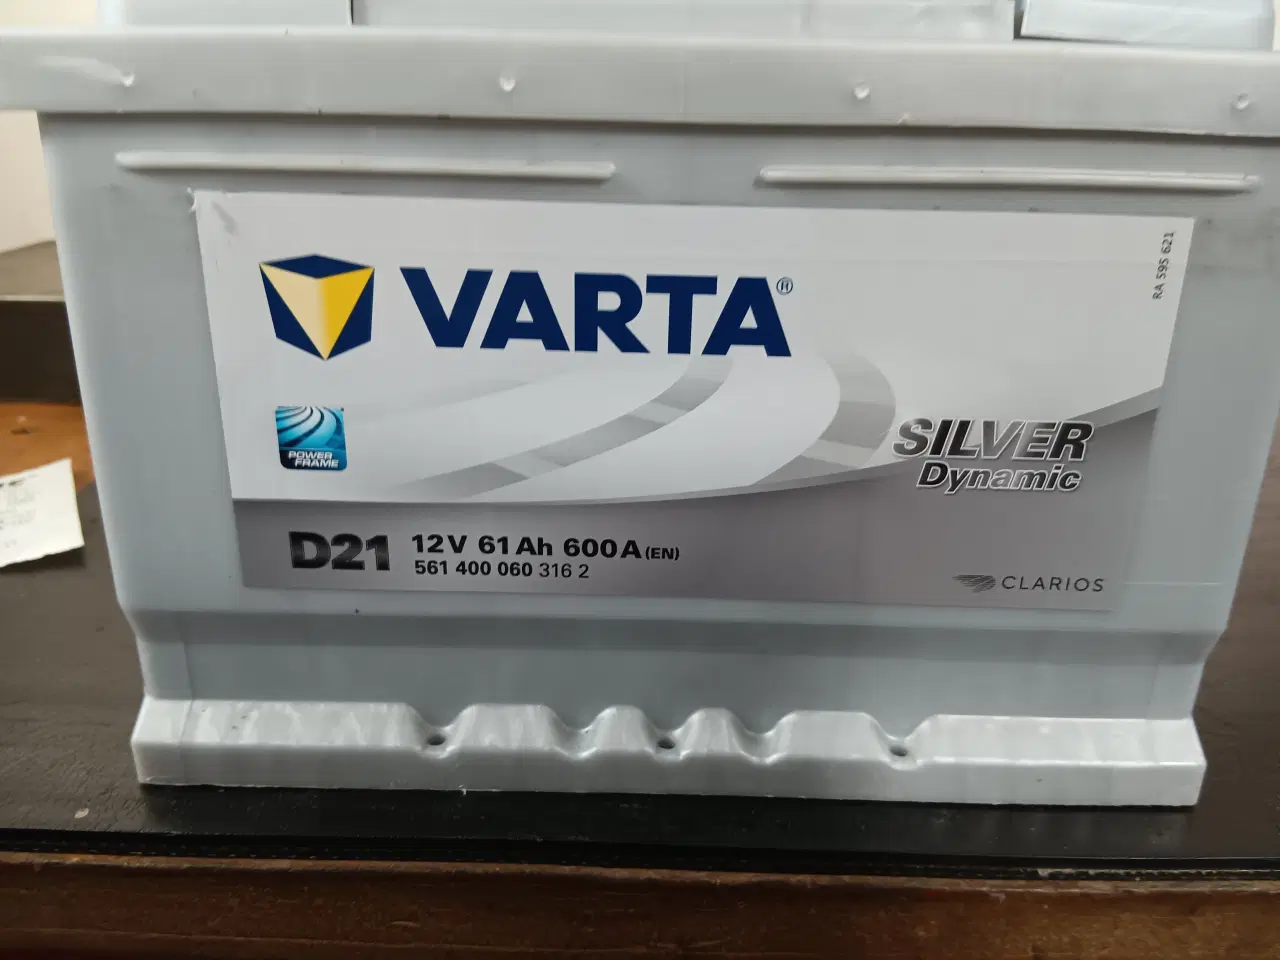 RA 595 621
VARTA®
POWER
FRAME
SILVER
Dynamic
D21 12V 61Ah 600A (EN)
561 400 060 316 2
CLARIOS